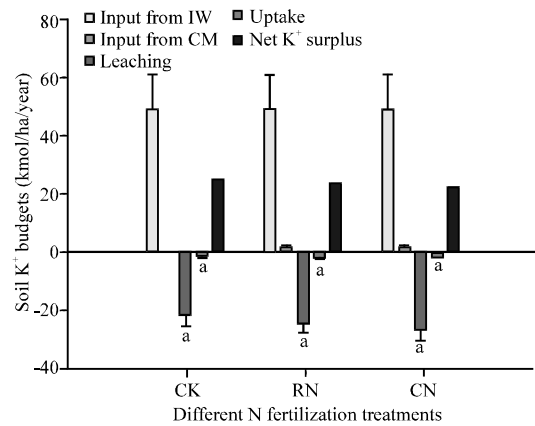 80
60
40
20
0
-20
-40
Soil K⁺ budgets (kmol/ha/year)
Input from IW
Input from CM
Leaching
Uptake
Net K⁺ surplus
a
a
a
a
a
a
CK
RN
CN
Different N fertilization treatments